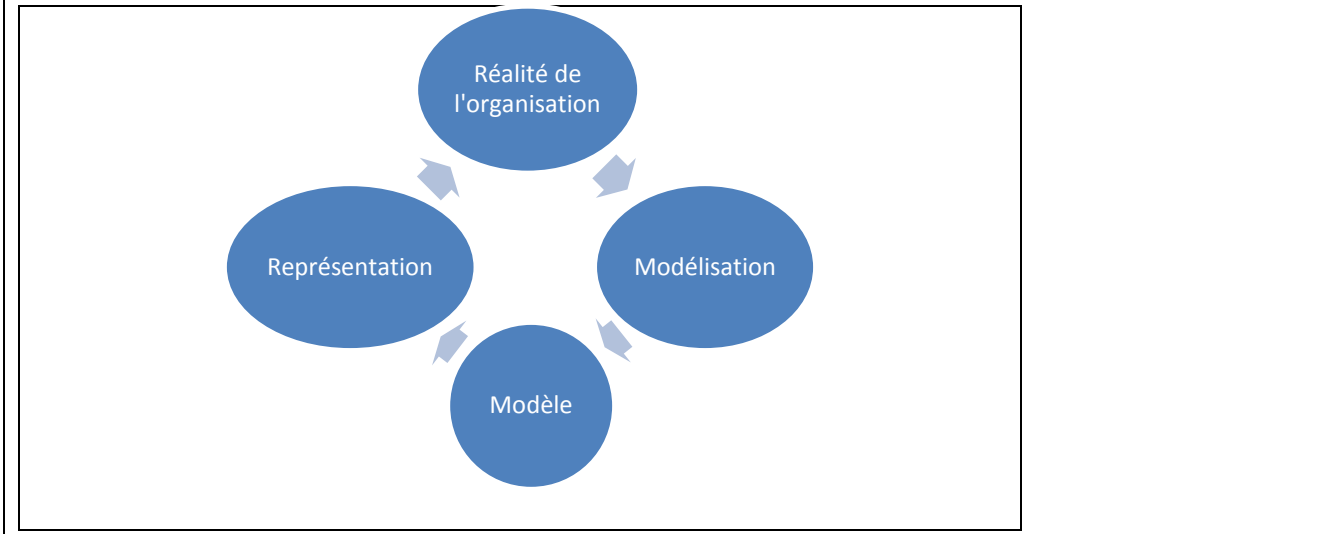 Réalité de
l'organisation
Représentation
Modélisation
Modèle